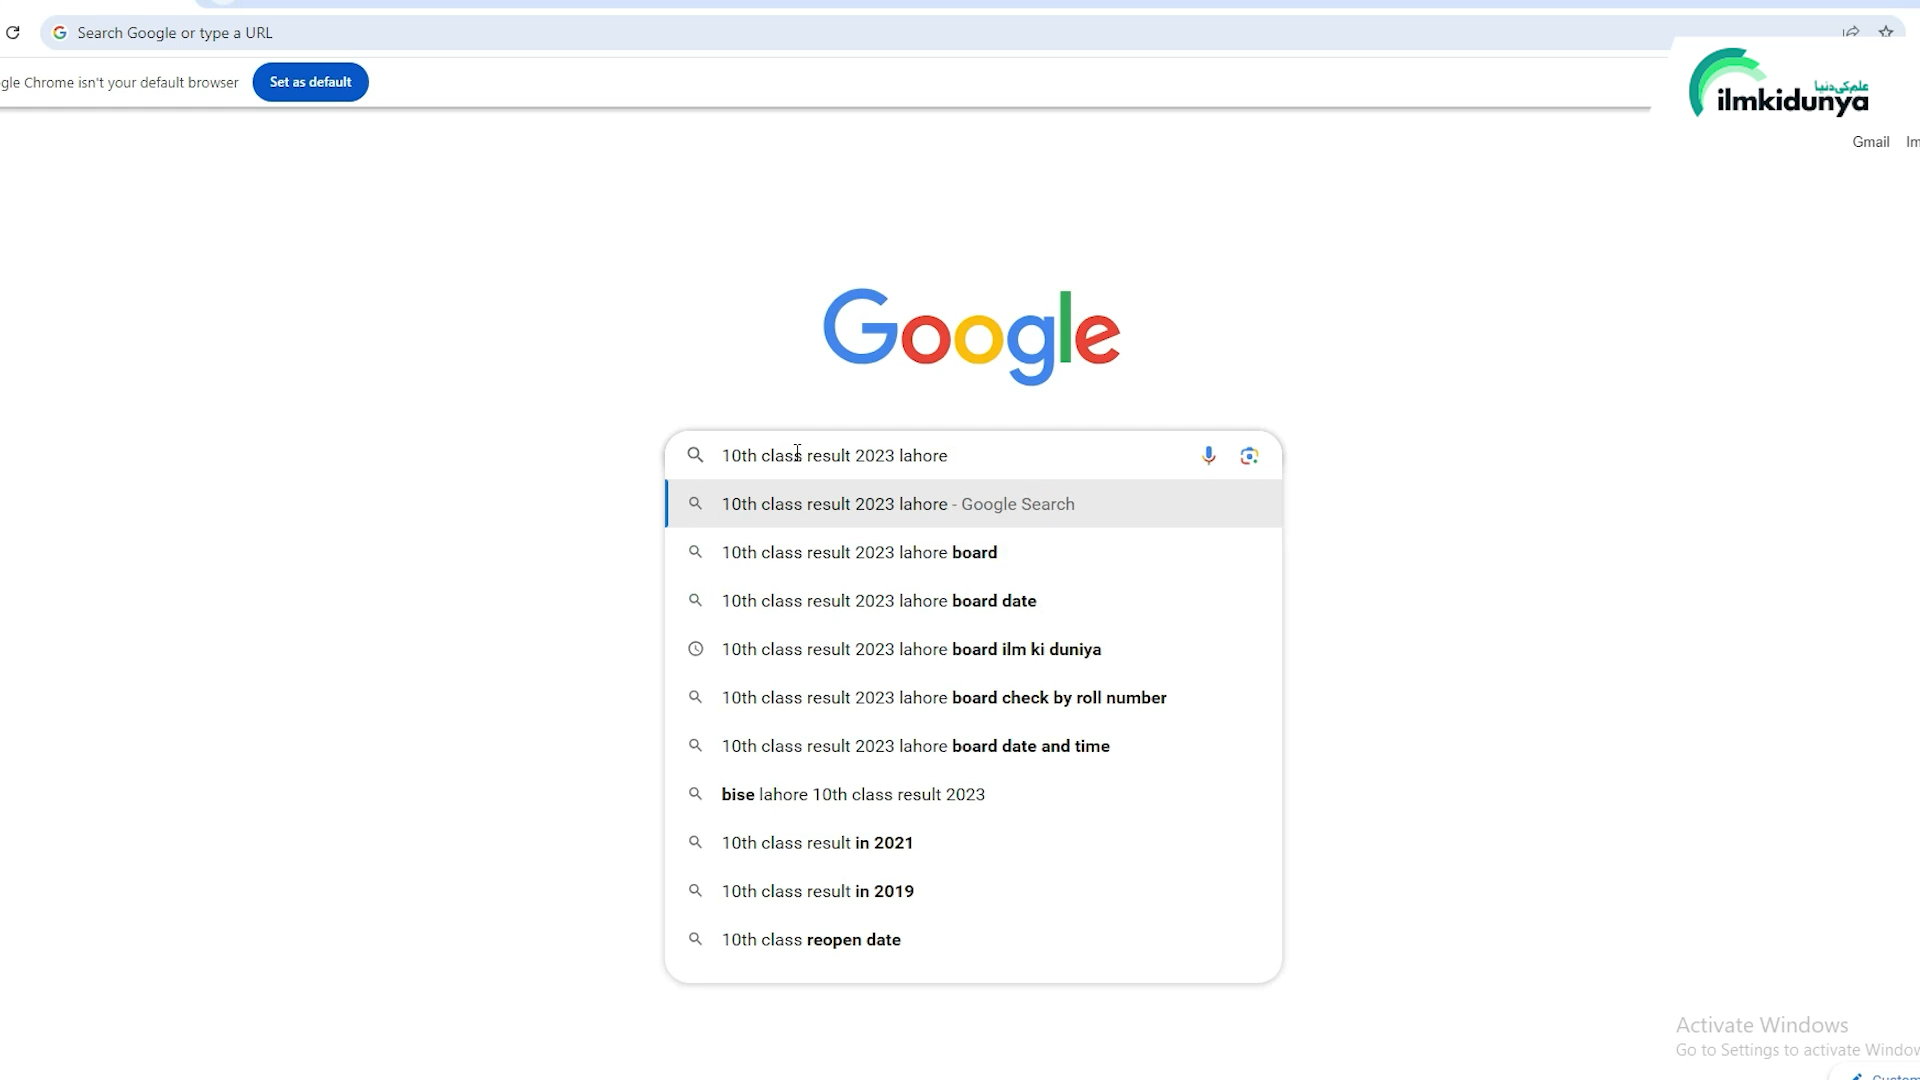 Search Google or type a URL
gle Chrome isn't your default browser
Set as default
علم کی دنیا
ilmkidunya
Gmail
Im
Google
10th class result 2023 lahore
10th class result 2023 lahore - Google Search
10th class result 2023 lahore board
10th class result 2023 lahore board date
10th class result 2023 lahore board ilm ki duniya
10th class result 2023 lahore board check by roll number
10th class result 2023 lahore board date and time
bise lahore 10th class result 2023
10th class result in 2021
10th class result in 2019
10th class reopen date
Activate Windows
Go to Settings to activate Window